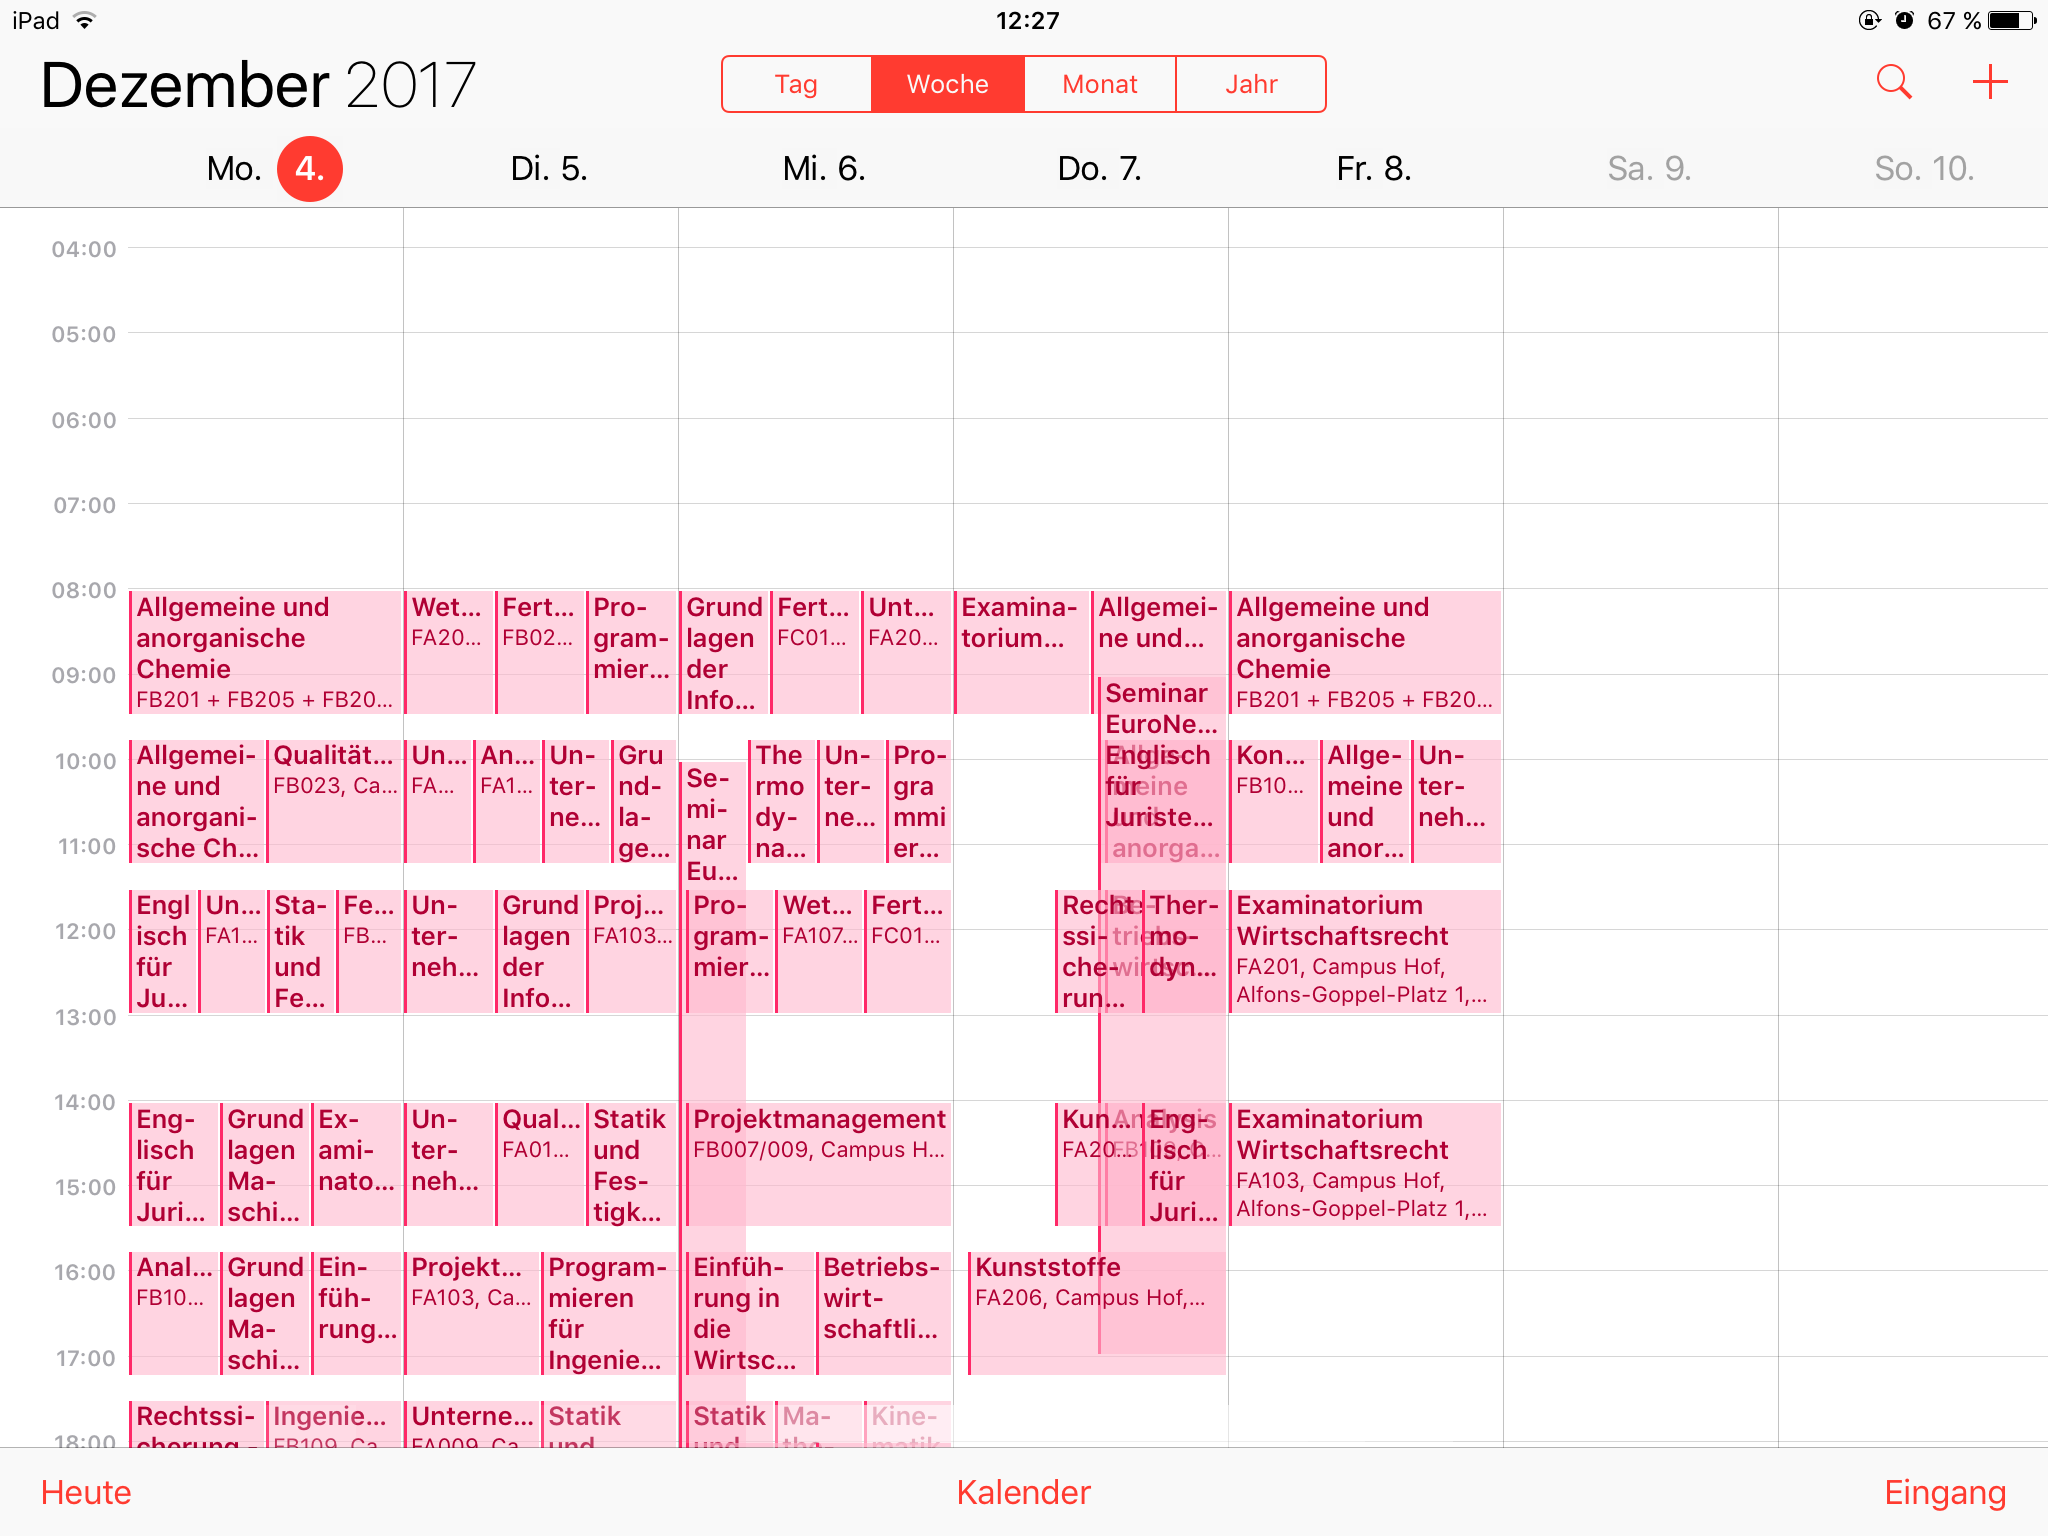 iPad
12:27
67 %
Dezember 2017
Tag
Woche
Monat
Jahr
Mo. 4.
Di. 5.
Mi. 6.
Do. 7.
Fr. 8.
Sa. 9.
So. 10.
04:00
05:00
06:00
07:00
08:00
09:00
10:00
11:00
12:00
13:00
14:00
15:00
16:00
17:00
18:00
Allgemeine und
anorganische
Chemie
FB201 + FB205 + FB20...
Allgemei-
ne und
anorgani-
sche Ch...
Qualität...
FB023, Ca...
Engl
isch
für
Ju...
Un...
FA1...
Sta-
tik
und
Fe...
Fe...
FB...
Eng-
lisch
für
Juri...
Grund
lagen
Ma-
schi...
Ex-
ami-
nato...
Anal...
FB10...
Grund
lagen
Ma-
schi...
Ein-
füh-
rung...
Rechtssi-
cherung -
Ingenie...
FB109, Ca...
Wet...
FA20...
Fert...
FB02...
Pro-
gram-
mier...
Un...
FA...
An...
FA1...
Un-
ter-
ne...
Gru
nd-
la-
ge...
Un-
ter-
neh...
Grund
lagen
der
Info...
Proj...
FA103...
Un-
ter-
neh...
Qual...
FA01...
Statik
und
Fes-
tigk...
Projekt...
FA103, Ca...
Program-
mieren
für
Ingenie...
Unterne...
FA009, Ca...
Statik
und
Grund
lagen
der
Info...
Fert...
FC01...
Unt...
FA20...
Se-
mi-
nar
Eu...
The
rmo
dy-
na...
Un-
ter-
ne...
Pro-
gra
mmi
er...
Pro-
gram-
mier...
Wet...
FA107...
Fert...
FC01...
Projektmanagement
FB007/009, Campus H...
Einfüh-
rung in
die
Wirtsc...
Betriebs-
wirt-
schaftli...
Statik
und
Ma-
the-
Kine-
matik
Examina-
torium...
Allgemei-
ne und...
Seminar
EuroNe...
Englisch
für
Juriste...
anorga...
Recht
ssi-
che-
run...
Be-
triebs-
wirtsc...
Ther-
mo-
dyn...
Kun...
FA20...
Analysis
Eng-
lisch
für
Juri...
Kunststoffe
FA206, Campus Hof,...
Allgemeine und
anorganische
Chemie
FB201 + FB205 + FB20...
Kon...
FB10...
Allge-
meine
und
anor...
Un-
ter-
neh...
Examinatorium
Wirtschaftsrecht
FA201, Campus Hof,
Alfons-Goppel-Platz 1,...
Examinatorium
Wirtschaftsrecht
FA103, Campus Hof,
Alfons-Goppel-Platz 1,...
Heute
Kalender
Eingang